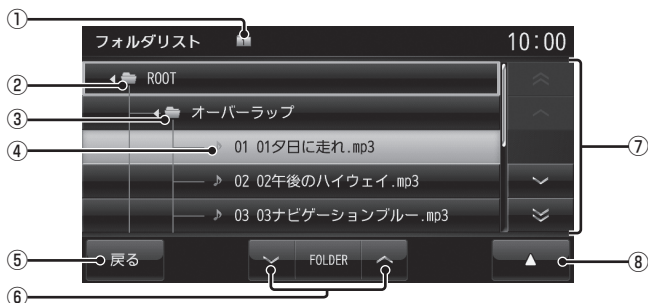 ①
フォルダリスト 10:00
② ROOT
③ オーバーラップ
④ 01 01夕日に走れ.mp3
⑦
02 02午後のハイウェイ.mp3
03 03ナビゲーションブルー.mp3
⑤ 戻る FOLDER ▲ ⑧
⑥